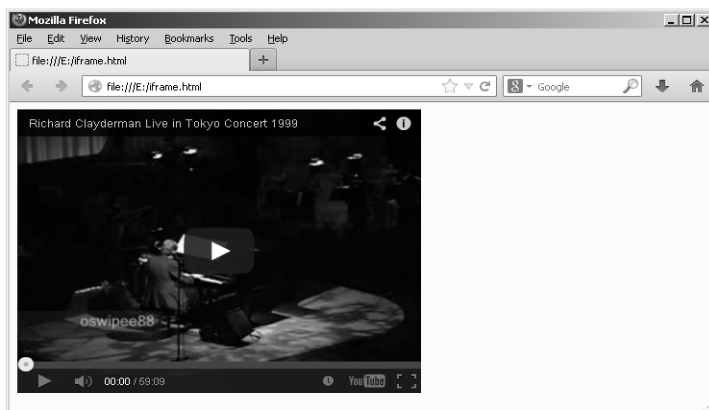 Mozilla Firefox
File Edit View History Bookmarks Tools Help
file:///E:/iframe.html +
file:///E:/iframe.html 8 Google
Richard Clayderman Live in Tokyo Concert 1999
oswipee88
00:00 / 59:09 YouTube